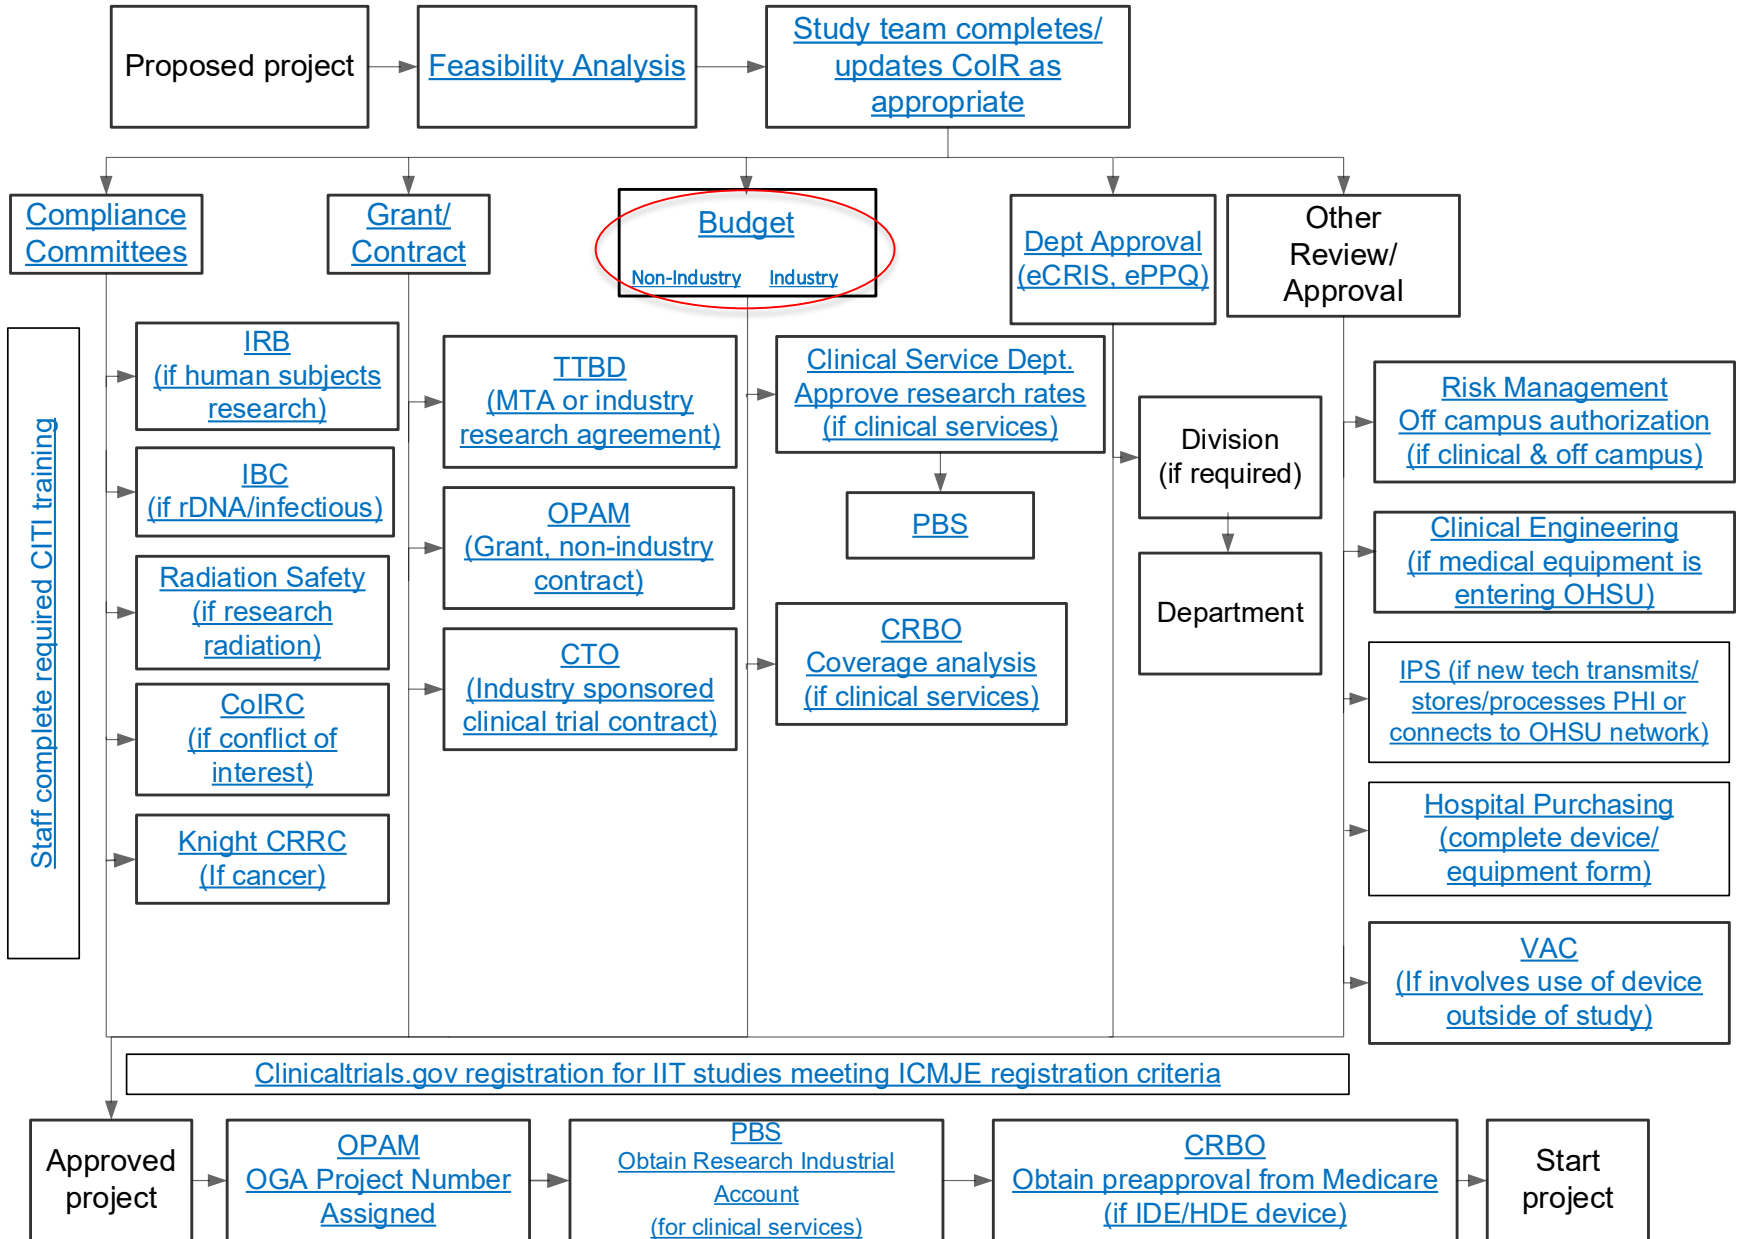 Proposed project
Feasibility Analysis
Study team completes/
updates CoIR as
appropriate
Compliance
Committees
Grant/
Contract
Budget
Non-Industry
Industry
Dept Approval
(eCRIS, ePPQ)
Other
Review/
Approval
Staff complete required CITI training
IRB
(if human subjects
research)
IBC
(if rDNA/infectious)
Radiation Safety
(if research
radiation)
CoIRC
(if conflict of
interest)
Knight CRRC
(If cancer)
TTBD
(MTA or industry
research agreement)
OPAM
(Grant, non-industry
contract)
CTO
(Industry sponsored
clinical trial contract)
Clinical Service Dept.
Approve research rates
(if clinical services)
PBS
CRBO
Coverage analysis
(if clinical services)
Division
(if required)
Department
Risk Management
Off campus authorization
(if clinical & off campus)
Clinical Engineering
(if medical equipment is
entering OHSU)
IPS (if new tech transmits/
stores/processes PHI or
connects to OHSU network)
Hospital Purchasing
(complete device/
equipment form)
VAC
(If involves use of device
outside of study)
Clinicaltrials.gov registration for IIT studies meeting ICMJE registration criteria
Approved
project
OPAM
OGA Project Number
Assigned
PBS
Obtain Research Industrial
Account
(for clinical services)
CRBO
Obtain preapproval from Medicare
(if IDE/HDE device)
Start
project